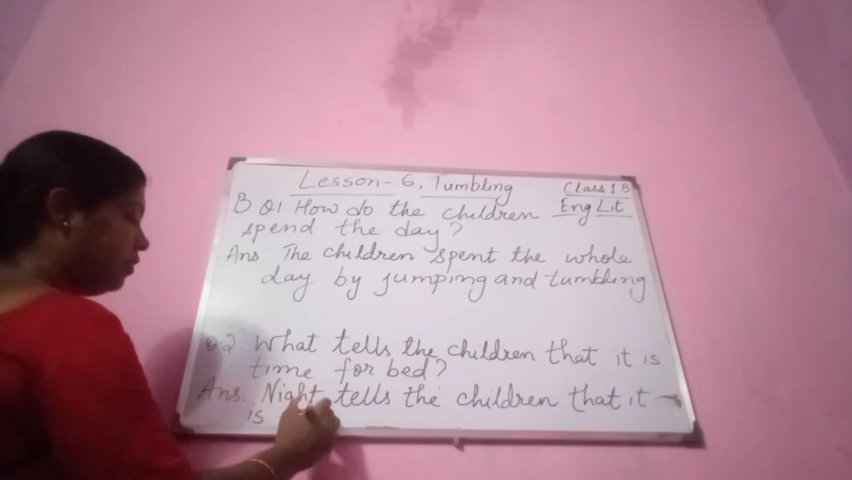 Lesson-6, Tumbling
Class 1B
Eng Lit
B Q1 How do the children
spend the day?
Ans The children spent the whole
day by jumping and tumbling
Q2 What tells the children that it is
time for bed?
Ans. Night tells the children that it
is